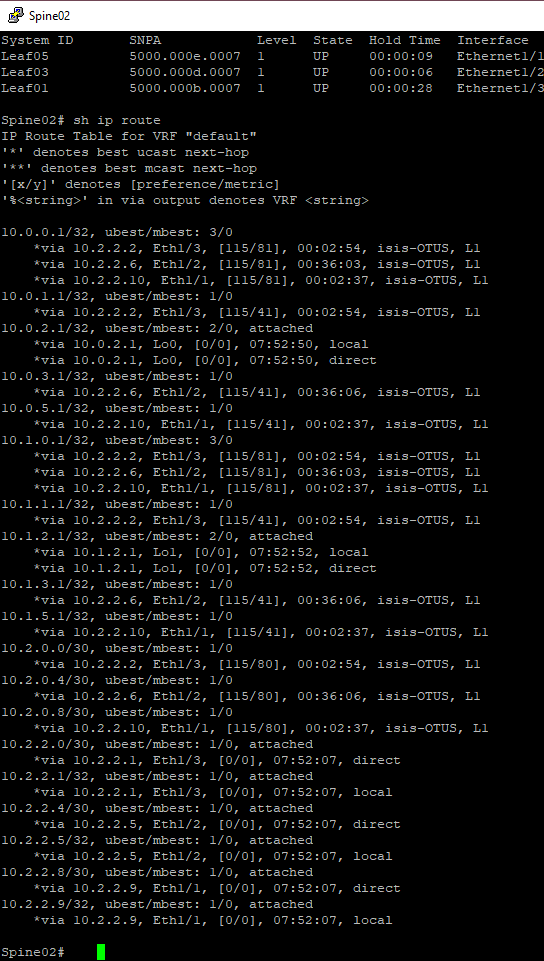 Spine02
System ID       SNPA            Level  State  Hold Time  Interface
Leaf05          5000.000e.0007  1      UP     00:00:09   Ethernet1/1
Leaf03          5000.000d.0007  1      UP     00:00:06   Ethernet1/2
Leaf01          5000.000b.0007  1      UP     00:00:28   Ethernet1/3
Spine02# sh ip route
IP Route Table for VRF "default"
'*' denotes best ucast next-hop
'**' denotes best mcast next-hop
'[x/y]' denotes [preference/metric]
'%<string>' in via output denotes VRF <string>
10.0.0.1/32, ubest/mbest: 3/0
    *via 10.2.2.2, Eth1/3, [115/81], 00:02:54, isis-OTUS, L1
    *via 10.2.2.6, Eth1/2, [115/81], 00:36:03, isis-OTUS, L1
    *via 10.2.2.10, Eth1/1, [115/81], 00:02:37, isis-OTUS, L1
10.0.1.1/32, ubest/mbest: 1/0
    *via 10.2.2.2, Eth1/3, [115/41], 00:02:54, isis-OTUS, L1
10.0.2.1/32, ubest/mbest: 2/0, attached
    *via 10.0.2.1, Lo0, [0/0], 07:52:50, local
    *via 10.0.2.1, Lo0, [0/0], 07:52:50, direct
10.0.3.1/32, ubest/mbest: 1/0
    *via 10.2.2.6, Eth1/2, [115/41], 00:36:06, isis-OTUS, L1
10.0.5.1/32, ubest/mbest: 1/0
    *via 10.2.2.10, Eth1/1, [115/41], 00:02:37, isis-OTUS, L1
10.1.0.1/32, ubest/mbest: 3/0
    *via 10.2.2.2, Eth1/3, [115/81], 00:02:54, isis-OTUS, L1
    *via 10.2.2.6, Eth1/2, [115/81], 00:36:03, isis-OTUS, L1
    *via 10.2.2.10, Eth1/1, [115/81], 00:02:37, isis-OTUS, L1
10.1.1.1/32, ubest/mbest: 1/0
    *via 10.2.2.2, Eth1/3, [115/41], 00:02:54, isis-OTUS, L1
10.1.2.1/32, ubest/mbest: 2/0, attached
    *via 10.1.2.1, Lo1, [0/0], 07:52:52, local
    *via 10.1.2.1, Lo1, [0/0], 07:52:52, direct
10.1.3.1/32, ubest/mbest: 1/0
    *via 10.2.2.6, Eth1/2, [115/41], 00:36:06, isis-OTUS, L1
10.1.5.1/32, ubest/mbest: 1/0
    *via 10.2.2.10, Eth1/1, [115/41], 00:02:37, isis-OTUS, L1
10.2.0.0/30, ubest/mbest: 1/0
    *via 10.2.2.2, Eth1/3, [115/80], 00:02:54, isis-OTUS, L1
10.2.0.4/30, ubest/mbest: 1/0
    *via 10.2.2.6, Eth1/2, [115/80], 00:36:06, isis-OTUS, L1
10.2.0.8/30, ubest/mbest: 1/0
    *via 10.2.2.10, Eth1/1, [115/80], 00:02:37, isis-OTUS, L1
10.2.2.0/30, ubest/mbest: 1/0, attached
    *via 10.2.2.1, Eth1/3, [0/0], 07:52:07, direct
10.2.2.1/32, ubest/mbest: 1/0, attached
    *via 10.2.2.1, Eth1/3, [0/0], 07:52:07, local
10.2.2.4/30, ubest/mbest: 1/0, attached
    *via 10.2.2.5, Eth1/2, [0/0], 07:52:07, direct
10.2.2.5/32, ubest/mbest: 1/0, attached
    *via 10.2.2.5, Eth1/2, [0/0], 07:52:07, local
10.2.2.8/30, ubest/mbest: 1/0, attached
    *via 10.2.2.9, Eth1/1, [0/0], 07:52:07, direct
10.2.2.9/32, ubest/mbest: 1/0, attached
    *via 10.2.2.9, Eth1/1, [0/0], 07:52:07, local
Spine02#